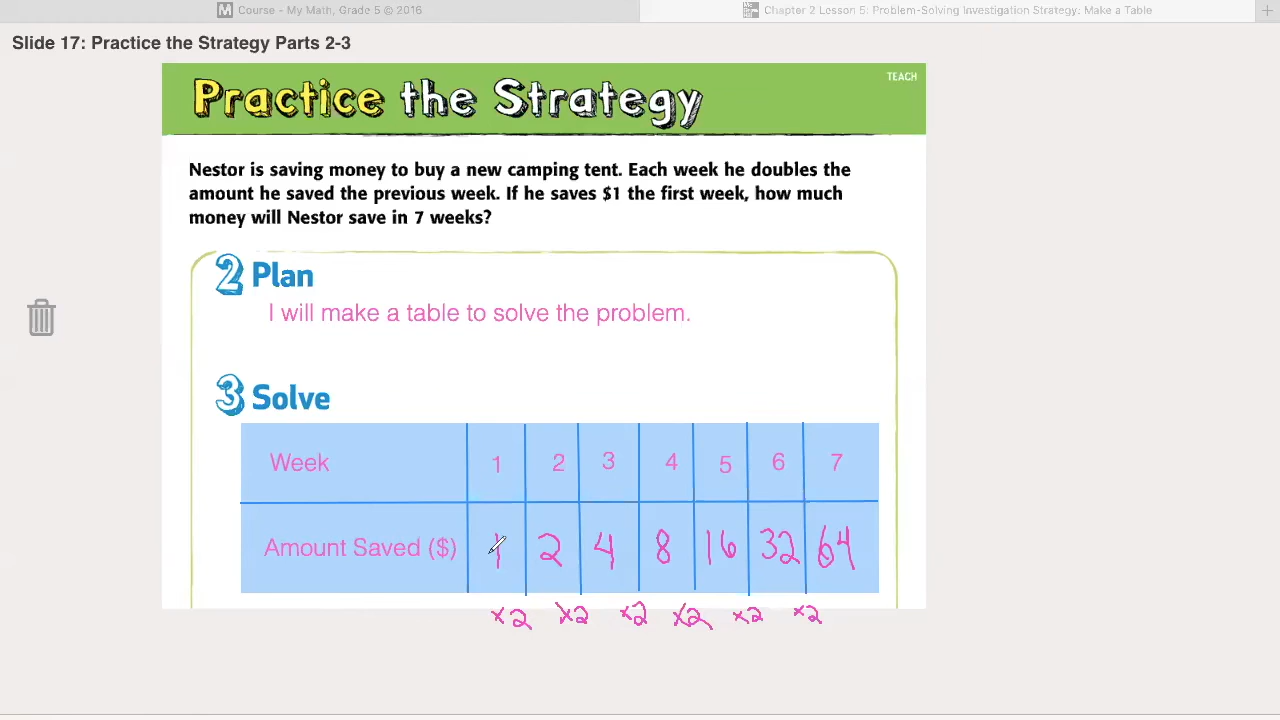 Course - My Math, Grade 5 © 2016
Chapter 2 Lesson 5: Problem-Solving Investigation Strategy: Make a Table
Slide 17: Practice the Strategy Parts 2-3
TEACH
Practice the Strategy
Nestor is saving money to buy a new camping tent. Each week he doubles the
amount he saved the previous week. If he saves $1 the first week, how much
money will Nestor save in 7 weeks?
2 Plan
I will make a table to solve the problem.
3 Solve
Week 1 2 3 4 5 6 7
Amount Saved ($) 1 2 4 8 16 32 64
×2 ×2 ×2 ×2 ×2 ×2